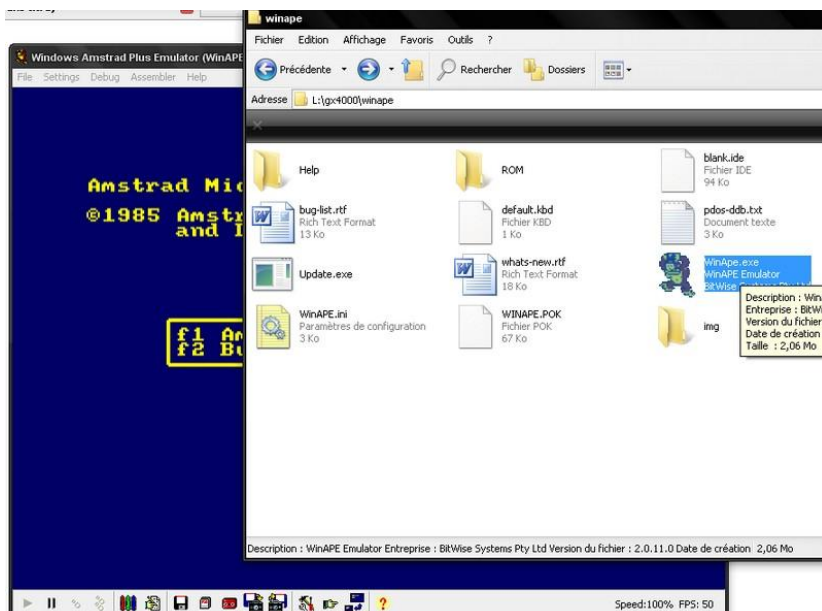 winape
Fichier Edition Affichage Favoris Outils ?
Windows Amstrad Plus Emulator (WinAPE
File Settings Debug Assembler Help
Précédente Rechercher Dossiers
Adresse L:\gx4000\winape
Help
ROM
blank.ide
Fichier IDE
94 Ko
Amstrad Mic
©1985 Amstr
and I
bug-list.rtf
Rich Text Format
13 Ko
default.kbd
Fichier KBD
1 Ko
pdos-ddb.txt
Document texte
3 Ko
Update.exe
whats-new.rtf
Rich Text Format
18 Ko
WinApe.exe
WinAPE Emulator
BitWise Systems Pty Ltd
WinAPE.ini
Paramètres de configuration
3 Ko
WINAPE.POK
Fichier POK
67 Ko
img
Description : Win
Entreprise : BitWi
Version du fichier
Date de création
Taille : 2,06 Mo
f1 Am
f2 Bu
Description : WinAPE Emulator Entreprise : BitWise Systems Pty Ltd Version du fichier : 2.0.11.0 Date de création 2,06 Mo
Speed:100% FPS: 50